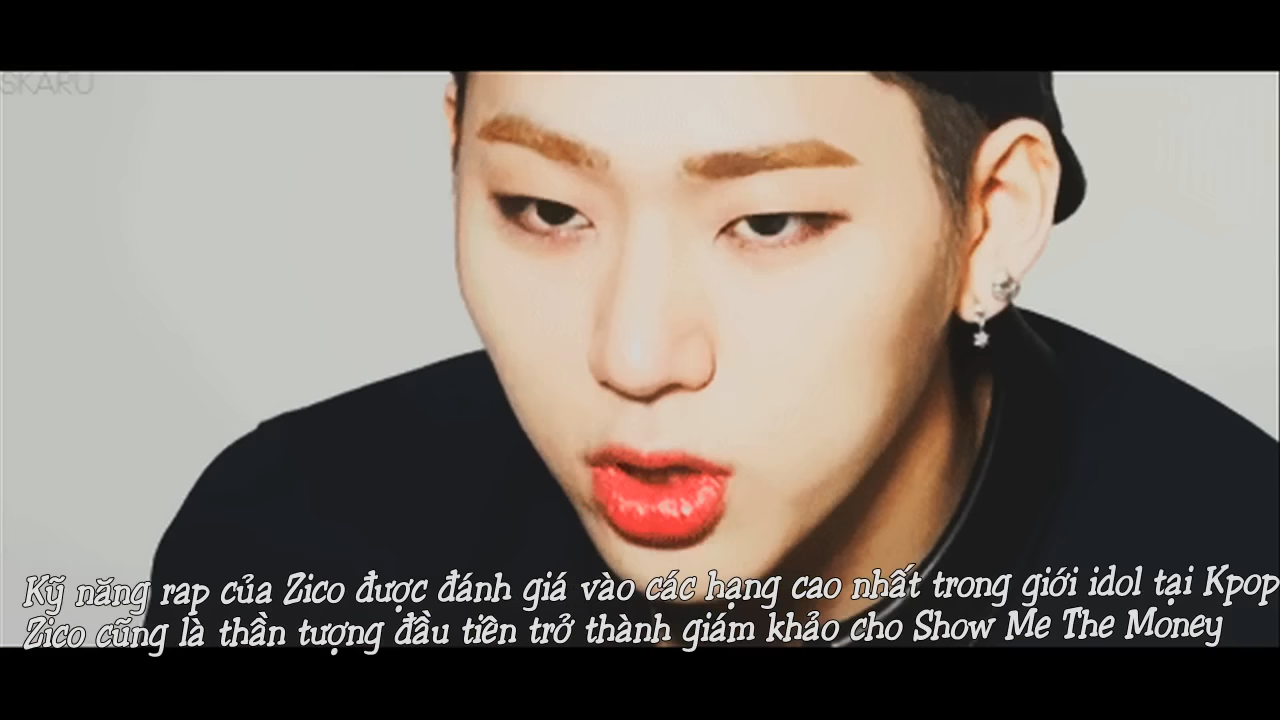 SKARU
Kỹ năng rap của Zico được đánh giá vào các hạng cao nhất trong giới idol tại Kpop
Zico cũng là thần tượng đầu tiên trở thành giám khảo cho Show Me The Money